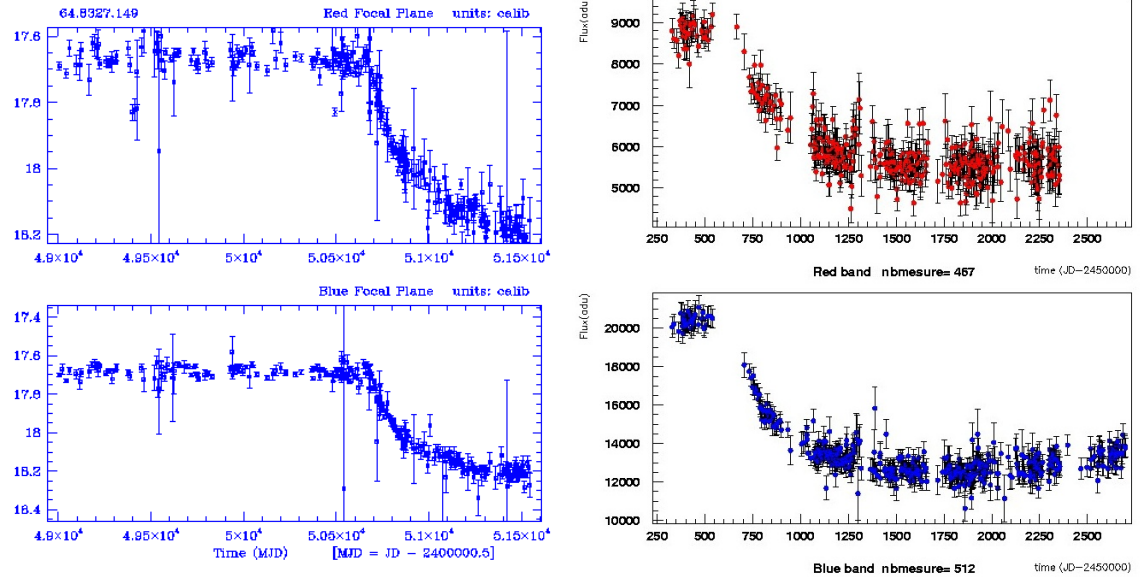 64.8327.149 Red Focal Plane units: calib
17.6
17.8
18
18.2
4.9×10⁴ 4.95×10⁴ 5×10⁴ 5.05×10⁴ 5.1×10⁴ 5.15×10⁴
Blue Focal Plane units: calib
17.4
17.6
17.8
18
18.2
18.4
4.9×10⁴ 4.95×10⁴ 5×10⁴ 5.05×10⁴ 5.1×10⁴ 5.15×10⁴
Time (MJD) [MJD = JD − 2400000.5]
Flux(adu)
9000
8000
7000
6000
5000
250 500 750 1000 1250 1500 1750 2000 2250 2500
Red band nbmesure= 467 time (JD-2450000)
Flux(adu)
20000
18000
16000
14000
12000
10000
250 500 750 1000 1250 1500 1750 2000 2250 2500
Blue band nbmesure= 512 time (JD-2450000)